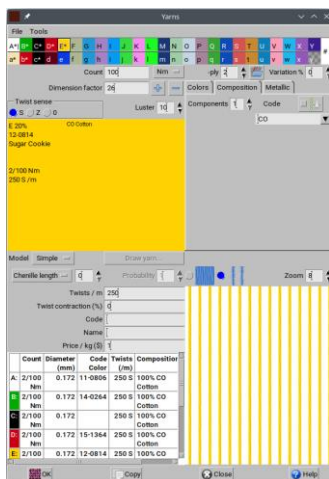 Yarns
File Tools
A* B* C* D* E* F G H I J K L M N O P Q R S T U V W X Y #
a* b c d e f g h i j k l m n o p q r s t u v w x y
Count 100 Nm -ply 2 Variation % 0
Dimension factor 26 Colors Composition Metallic
Twist sense
S Z 0 Luster 10 Components 1 Code
CO
E 20% CO Cotton
12-0814
Sugar Cookie
2/100 Nm
250 S /m
Model Simple Draw yarn...
Chenille length 0 Probability Zoom 8
Twists / m 250
Twist contraction (%) 0
Code
Name
Price / kg ($) 1
Count Diameter Code Twists Composition
(mm) Color (/m)
A: 2/100 0.172 11-0806 250 S 100% CO
Nm Cotton
B: 2/100 0.172 14-0264 250 S 100% CO
Nm Cotton
C: 2/100 0.172 250 S 100% CO
Nm Cotton
D: 2/100 0.172 15-1364 250 S 100% CO
Nm Cotton
E: 2/100 0.172 12-0814 250 S 100% CO
OK Copy Close Help